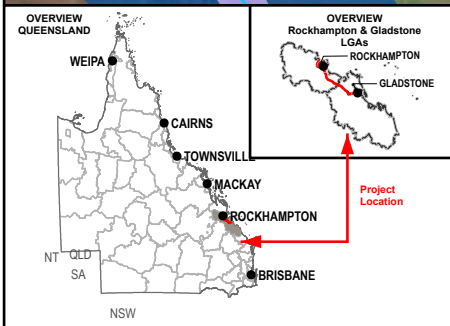 OVERVIEW
QUEENSLAND
WEIPA
CAIRNS
TOWNSVILLE
MACKAY
ROCKHAMPTON
BRISBANE
NT
QLD
SA
NSW
OVERVIEW
Rockhampton & Gladstone
LGAs
ROCKHAMPTON
GLADSTONE
Project
Location